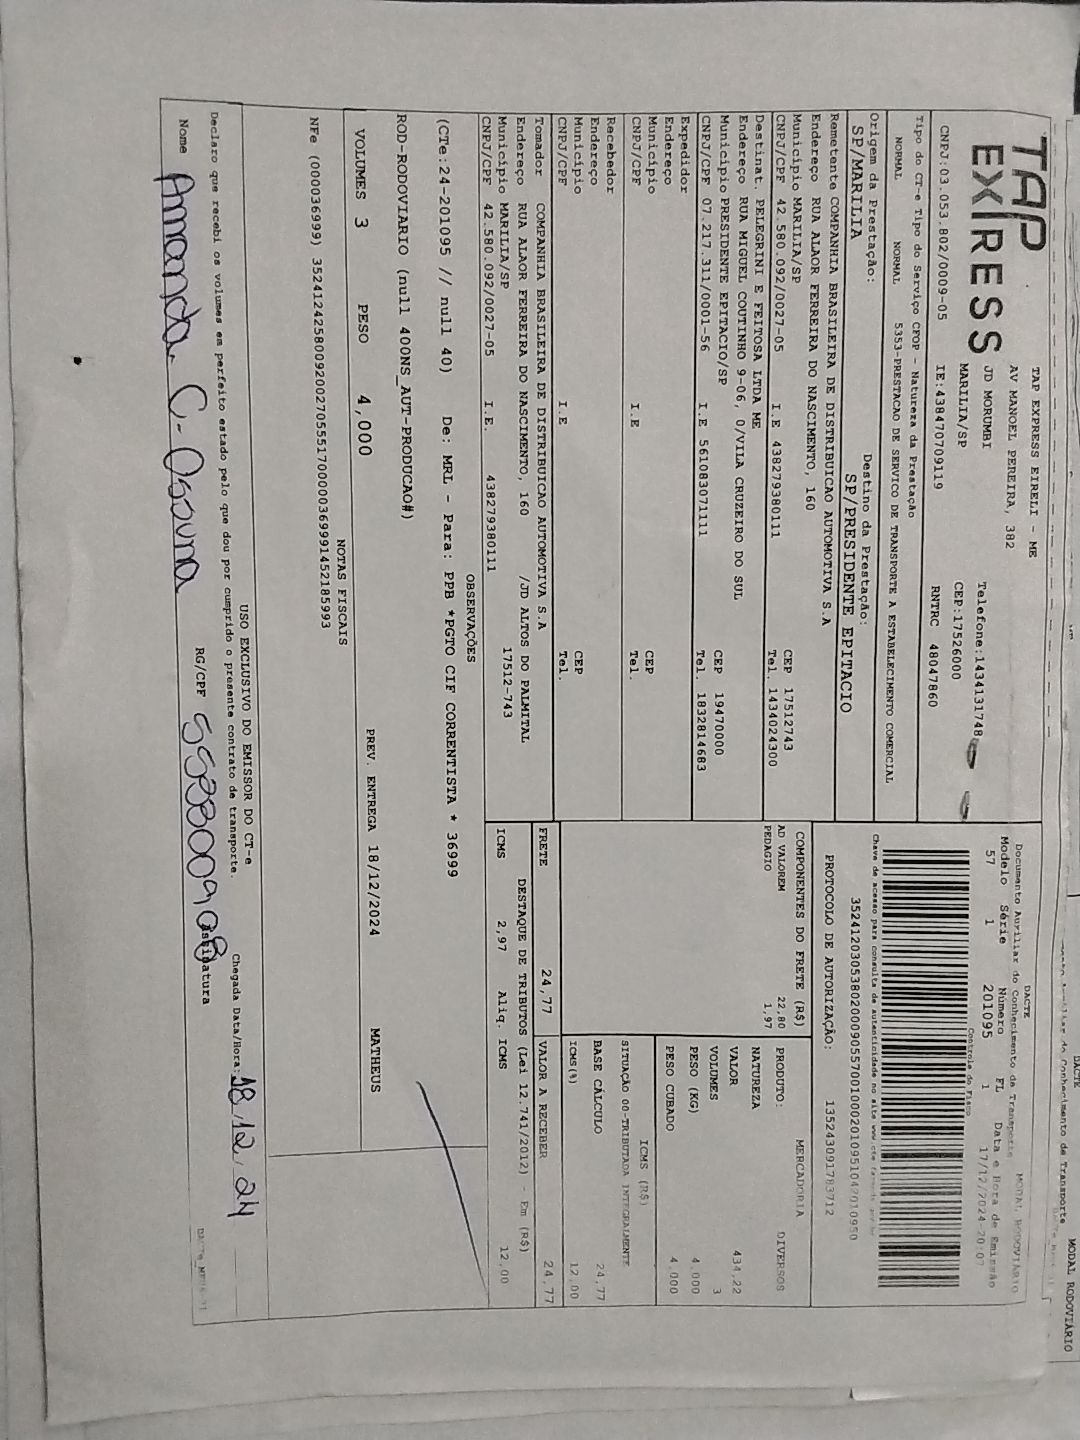 TAP EXPRESS
TAP EXPRESS EIRELI - ME
AV MANOEL PEREIRA, 382
JD MORUMBI
MARILIA/SP
Telefone:1434131748
CEP:17526000
CNPJ:03.053.802/0009-05 IE:438470709119 RNTRC 48047860
Tipo do CT-e Tipo do Serviço CFOP - Natureza da Prestação
NORMAL NORMAL 5353-PRESTACAO DE SERVICO DE TRANSPORTE A ESTABELECIMENTO COMERCIAL
Origem da Prestação: Destino da Prestação:
SP/MARILIA SP/PRESIDENTE EPITACIO
DACTE
Documento Auxiliar do Conhecimento de Transporte MODAL RODOVIÁRIO
Modelo Série Número FL Data e Hora de Emissão
57 1 201095 1 17/12/2024-20:07
Controle do Fisco
Chave de acesso para consulta de autenticidade no site
PROTOCOLO DE AUTORIZAÇÃO: 135243091783712
Remetente COMPANHIA BRASILEIRA DE DISTRIBUICAO AUTOMOTIVA S.A
Endereço RUA ALAOR FERREIRA DO NASCIMENTO, 160
Município MARILIA/SP CEP 17512743
CNPJ/CPF 42.580.092/0027-05 I.E 438279380111 Tel. 1434024300
Destinat. PELEGRINI E FEITOSA LTDA ME
Endereço RUA MIGUEL COUTINHO 9-06, 0/VILA CRUZEIRO DO SUL
Município PRESIDENTE EPITACIO/SP CEP 19470000
CNPJ/CPF 07.217.311/0001-56 I.E 561083071111 Tel. 1832814683
Expedidor
Endereço
Município CEP
CNPJ/CPF I.E Tel.
Recebedor
Endereço
Município CEP
CNPJ/CPF I.E Tel.
Tomador COMPANHIA BRASILEIRA DE DISTRIBUICAO AUTOMOTIVA S.A
Endereço RUA ALAOR FERREIRA DO NASCIMENTO, 160 /JD ALTOS DO PALMITAL
Município MARILIA/SP 17512-743
CNPJ/CPF 42.580.092/0027-05 I.E. 438279380111
COMPONENTES DO FRETE (R$)
AD VALOREM 22,80
PEDAGIO 1,97
PRODUTO: MERCADORIA
NATUREZA DIVERSOS
VALOR 434,22
VOLUMES 3
PESO (KG) 4.000
PESO CUBADO 4.000
ICMS (R$)
SITUAÇÃO 00-TRIBUTADA INTEGRALMENTE
BASE CÁLCULO 24,77
ICMS(%) 12,00
FRETE 24,77 VALOR A RECEBER 24,77
DESTAQUE DE TRIBUTOS (Lei 12.741/2012) - Em (R$)
ICMS 2,97 Aliq. ICMS 12,00
OBSERVAÇÕES
(CTe:24-201095 // null 40) De: MRL - Para: PPB *PGTO CIF CORRENTISTA * 36999
ROD-RODOVIARIO (null 400NS_AUT-PRODUCAO#)
VOLUMES 3 PESO 4,000 PREV. ENTREGA 18/12/2024 MATHEUS
NOTAS FISCAIS
NFe (000036999) 35241242580092002705551700000369991452185993
USO EXCLUSIVO DO EMISSOR DO CT-e
Declaro que recebi os volumes em perfeito estado pelo que dou por cumprido o presente contrato de transporte. Chegada Data/Hora: 18/12/24
Nome Amanda C. Ossuna RG/CPF